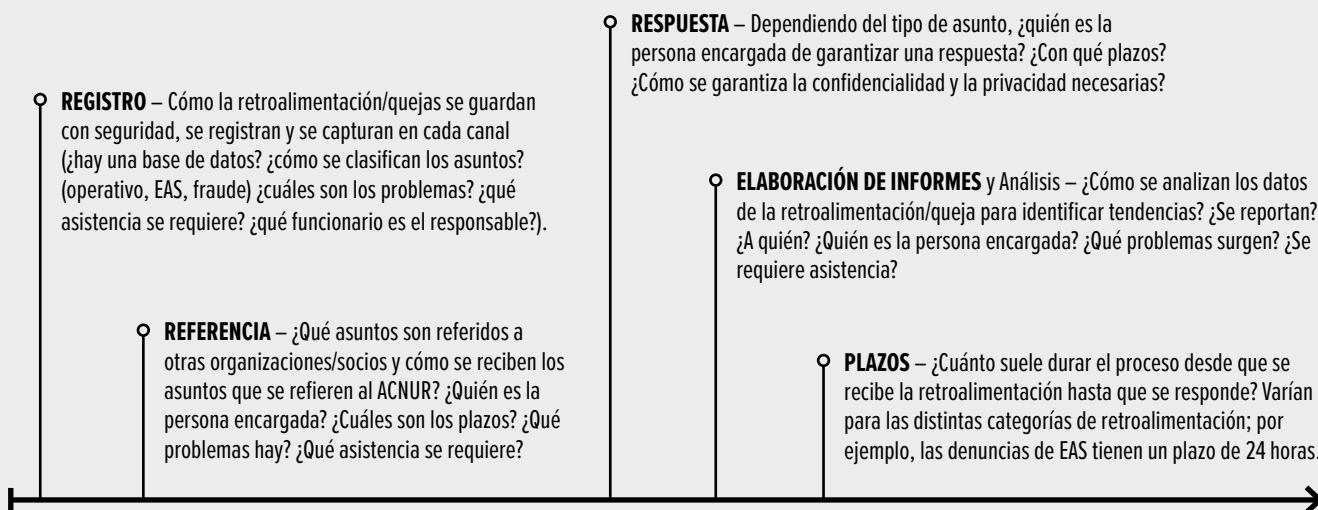 REGISTRO – Cómo la retroalimentación/quejas se guardan
con seguridad, se registran y se capturan en cada canal
(¿hay una base de datos? ¿cómo se clasifican los asuntos?
(operativo, EAS, fraude) ¿cuáles son los problemas? ¿qué
asistencia se requiere? ¿qué funcionario es el responsable?).
REFERENCIA – ¿Qué asuntos son referidos a
otras organizaciones/socios y cómo se reciben los
asuntos que se refieren al ACNUR? ¿Quién es la
persona encargada? ¿Cuáles son los plazos? ¿Qué
problemas hay? ¿Qué asistencia se requiere?
RESPUESTA – Dependiendo del tipo de asunto, ¿quién es la
persona encargada de garantizar una respuesta? ¿Con qué plazos?
¿Cómo se garantiza la confidencialidad y la privacidad necesarias?
ELABORACIÓN DE INFORMES y Análisis – ¿Cómo se analizan los datos
de la retroalimentación/queja para identificar tendencias? ¿Se reportan?
¿A quién? ¿Quién es la persona encargada? ¿Qué problemas surgen? ¿Se
requiere asistencia?
PLAZOS – ¿Cuánto suele durar el proceso desde que se
recibe la retroalimentación hasta que se responde? Varían
para las distintas categorías de retroalimentación; por
ejemplo, las denuncias de EAS tienen un plazo de 24 horas.